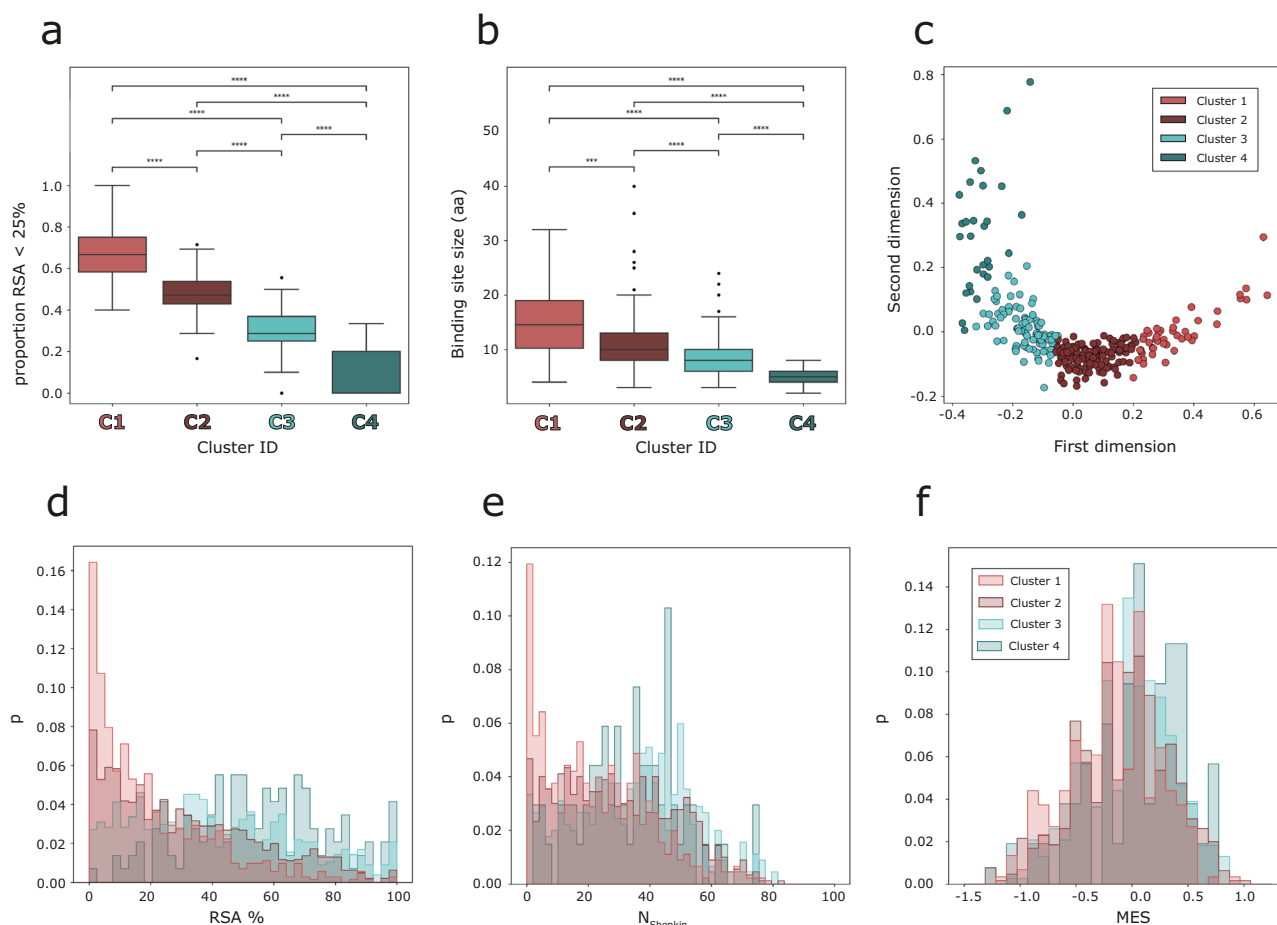 a
****
****
****
****
****
****
proportion RSA < 25%
1.0
0.8
0.6
0.4
0.2
0.0
C1 C2 C3 C4
Cluster ID
b
****
****
****
****
***
****
Binding site size (aa)
50
40
30
20
10
C1 C2 C3 C4
Cluster ID
c
Second dimension
0.8
0.6
0.4
0.2
0.0
-0.2
Cluster 1
Cluster 2
Cluster 3
Cluster 4
-0.4 -0.2 0.0 0.2 0.4 0.6
First dimension
d
p
0.16
0.14
0.12
0.10
0.08
0.06
0.04
0.02
0.00
0 20 40 60 80 100
RSA %
e
p
0.12
0.10
0.08
0.06
0.04
0.02
0.00
0 20 40 60 80 100
NShenkin
f
p
0.14
0.12
0.10
0.08
0.06
0.04
0.02
0.00
Cluster 1
Cluster 2
Cluster 3
Cluster 4
-1.5 -1.0 -0.5 0.0 0.5 1.0
MES